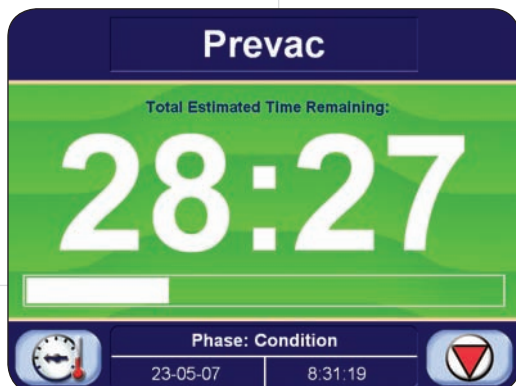 Prevac
Total Estimated Time Remaining:
28:27
Phase: Condition
23-05-07 8:31:19